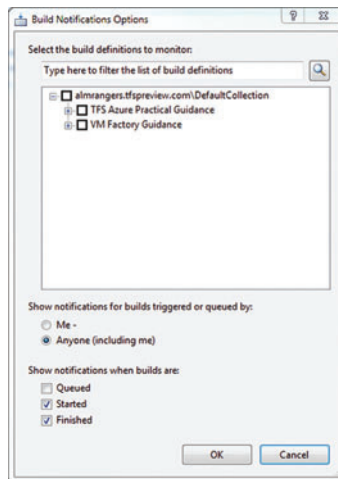 Build Notifications Options
Select the build definitions to monitor:
Type here to filter the list of build definitions
almrangers.tfspreview.com\DefaultCollection
TFS Azure Practical Guidance
VM Factory Guidance
Show notifications for builds triggered or queued by:
Me -
Anyone (including me)
Show notifications when builds are:
Queued
Started
Finished
OK Cancel